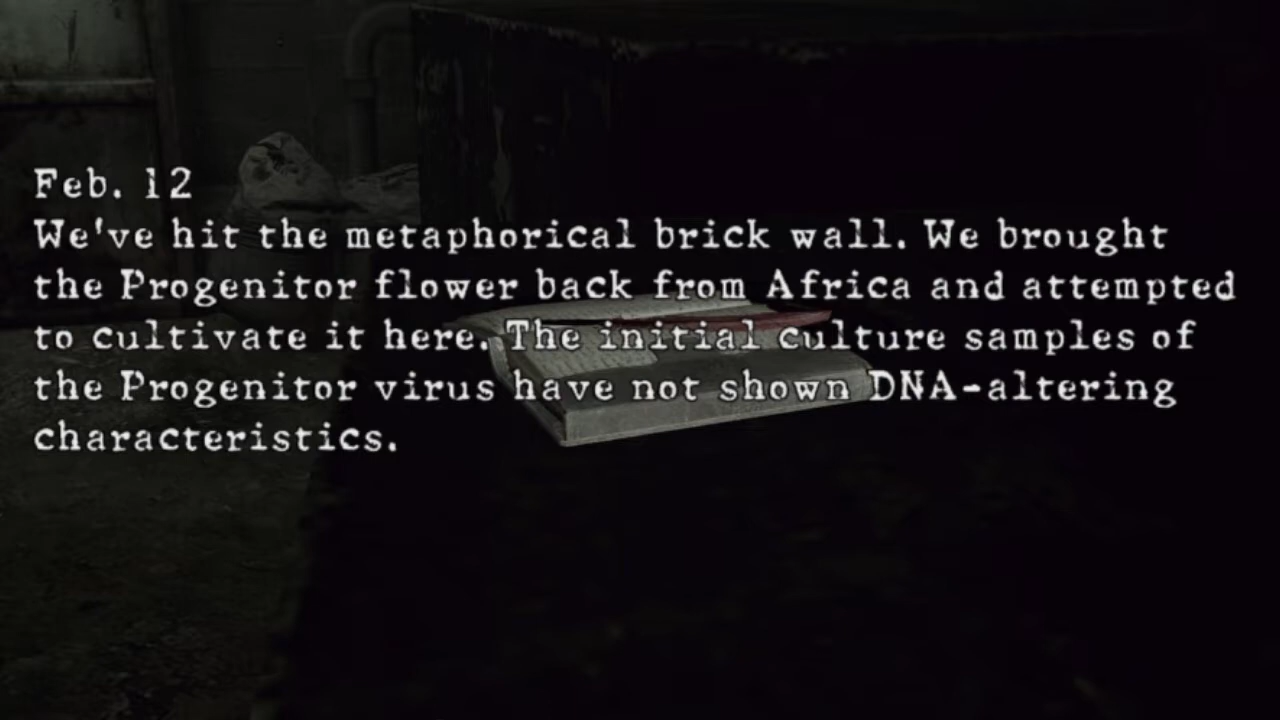 Feb. 12
We've hit the metaphorical brick wall. We brought
the Progenitor flower back from Africa and attempted
to cultivate it here. The initial culture samples of
the Progenitor virus have not shown DNA-altering
characteristics.